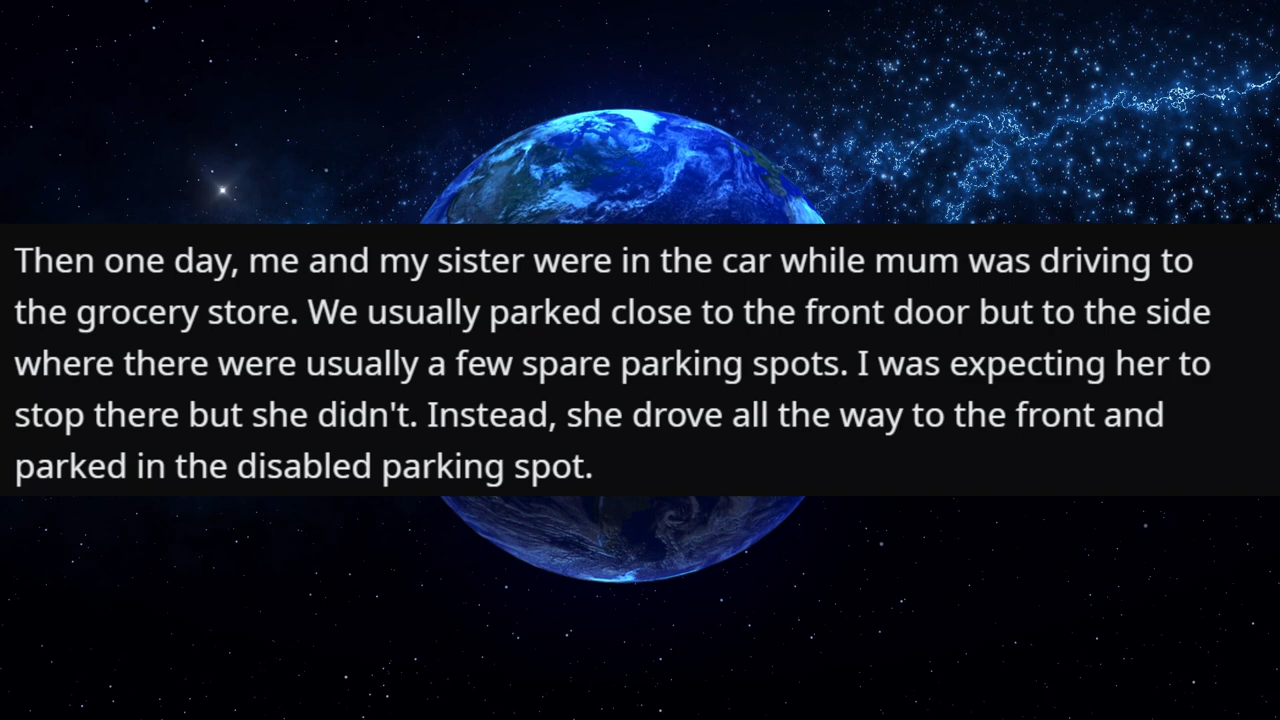 Then one day, me and my sister were in the car while mum was driving to
the grocery store. We usually parked close to the front door but to the side
where there were usually a few spare parking spots. I was expecting her to
stop there but she didn't. Instead, she drove all the way to the front and
parked in the disabled parking spot.